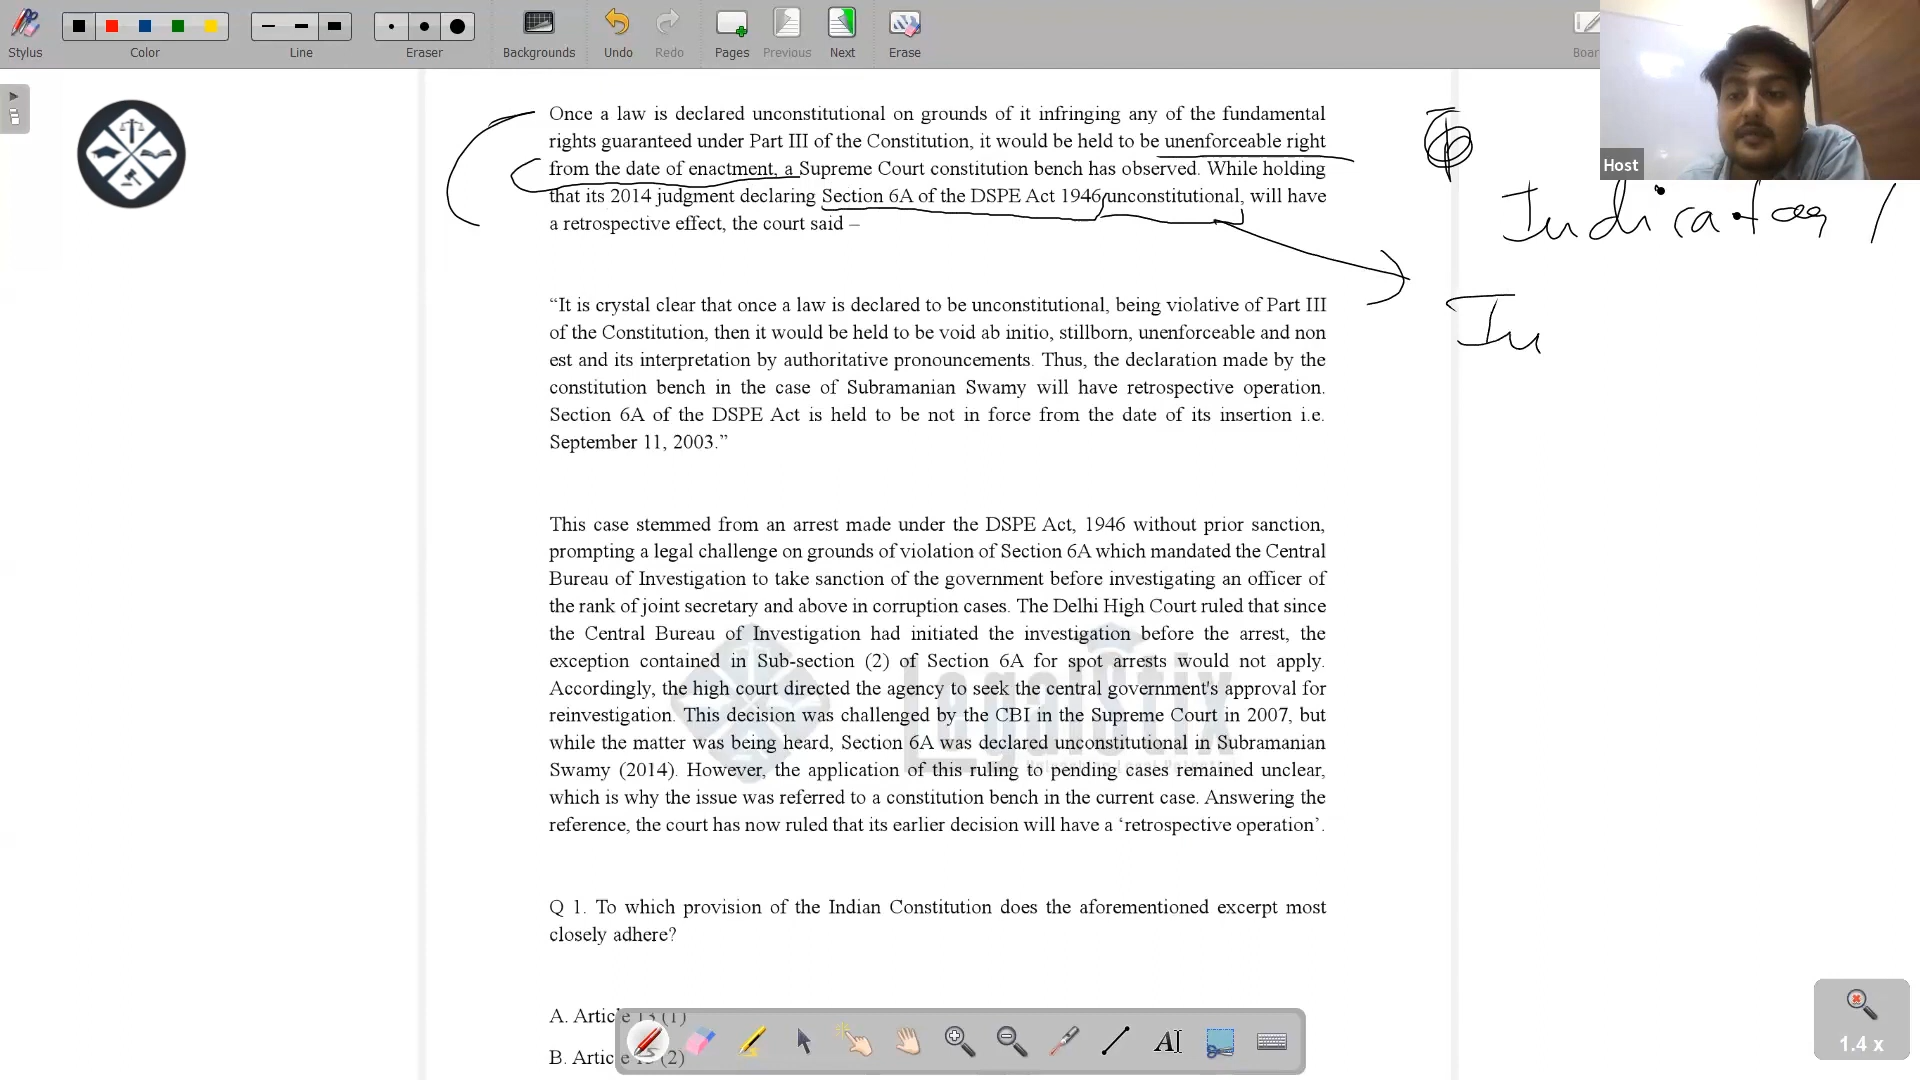 Stylus
Color
Line
Eraser
Backgrounds
Undo
Redo
Pages
Previous
Next
Erase
Host
Once a law is declared unconstitutional on grounds of it infringing any of the fundamental
rights guaranteed under Part III of the Constitution, it would be held to be unenforceable right
from the date of enactment, a Supreme Court constitution bench has observed. While holding
that its 2014 judgment declaring Section 6A of the DSPE Act 1946 unconstitutional, will have
a retrospective effect, the court said –
“It is crystal clear that once a law is declared to be unconstitutional, being violative of Part III
of the Constitution, then it would be held to be void ab initio, stillborn, unenforceable and non
est and its interpretation by authoritative pronouncements. Thus, the declaration made by the
constitution bench in the case of Subramanian Swamy will have retrospective operation.
Section 6A of the DSPE Act is held to be not in force from the date of its insertion i.e.
September 11, 2003.”
This case stemmed from an arrest made under the DSPE Act, 1946 without prior sanction,
prompting a legal challenge on grounds of violation of Section 6A which mandated the Central
Bureau of Investigation to take sanction of the government before investigating an officer of
the rank of joint secretary and above in corruption cases. The Delhi High Court ruled that since
the Central Bureau of Investigation had initiated the investigation before the arrest, the
exception contained in Sub-section (2) of Section 6A for spot arrests would not apply.
Accordingly, the high court directed the agency to seek the central government's approval for
reinvestigation. This decision was challenged by the CBI in the Supreme Court in 2007, but
while the matter was being heard, Section 6A was declared unconstitutional in Subramanian
Swamy (2014). However, the application of this ruling to pending cases remained unclear,
which is why the issue was referred to a constitution bench in the current case. Answering the
reference, the court has now ruled that its earlier decision will have a ‘retrospective operation’.
LegalStix
Q 1. To which provision of the Indian Constitution does the aforementioned excerpt most
closely adhere?
A. Article 13 (1)
B. Article (2)
In
1.4 x